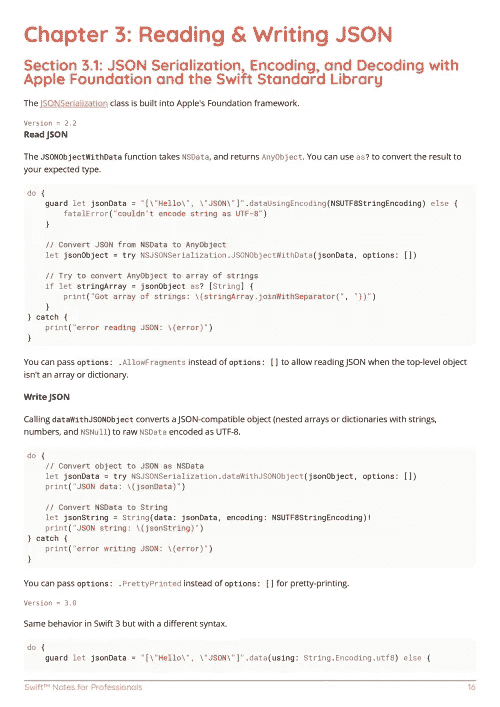 Chapter 3: Reading & Writing JSON
Section 3.1: JSON Serialization, Encoding, and Decoding with
Apple Foundation and the Swift Standard Library
The JSONSerialization class is built into Apple's Foundation framework.
Version = 2.2
Read JSON
The JSONObjectWithData function takes NSData, and returns AnyObject. You can use as? to convert the result to
your expected type.
do {
    guard let jsonData = "[\"Hello\", \"JSON\"]".dataUsingEncoding(NSUTF8StringEncoding) else {
        fatalError("couldn't encode string as UTF-8")
    }
    // Convert JSON from NSData to AnyObject
    let jsonObject = try NSJSONSerialization.JSONObjectWithData(jsonData, options: [])
    // Try to convert AnyObject to array of strings
    if let stringArray = jsonObject as? [String] {
        print("Got array of strings: \(stringArray.joinWithSeparator(", "))")
    }
} catch {
    print("error reading JSON: \(error)")
}
You can pass options: .AllowFragments instead of options: [] to allow reading JSON when the top-level object
isn't an array or dictionary.
Write JSON
Calling dataWithJSONObject converts a JSON-compatible object (nested arrays or dictionaries with strings,
numbers, and NSNull) to raw NSData encoded as UTF-8.
do {
    // Convert object to JSON as NSData
    let jsonData = try NSJSONSerialization.dataWithJSONObject(jsonObject, options: [])
    print("JSON data: \(jsonData)")
    // Convert NSData to String
    let jsonString = String(data: jsonData, encoding: NSUTF8StringEncoding)!
    print("JSON string: \(jsonString)")
} catch {
    print("error writing JSON: \(error)")
}
You can pass options: .PrettyPrinted instead of options: [] for pretty-printing.
Version = 3.0
Same behavior in Swift 3 but with a different syntax.
do {
    guard let jsonData = "[\"Hello\", \"JSON\"]".data(using: String.Encoding.utf8) else {
Swift™ Notes for Professionals 16